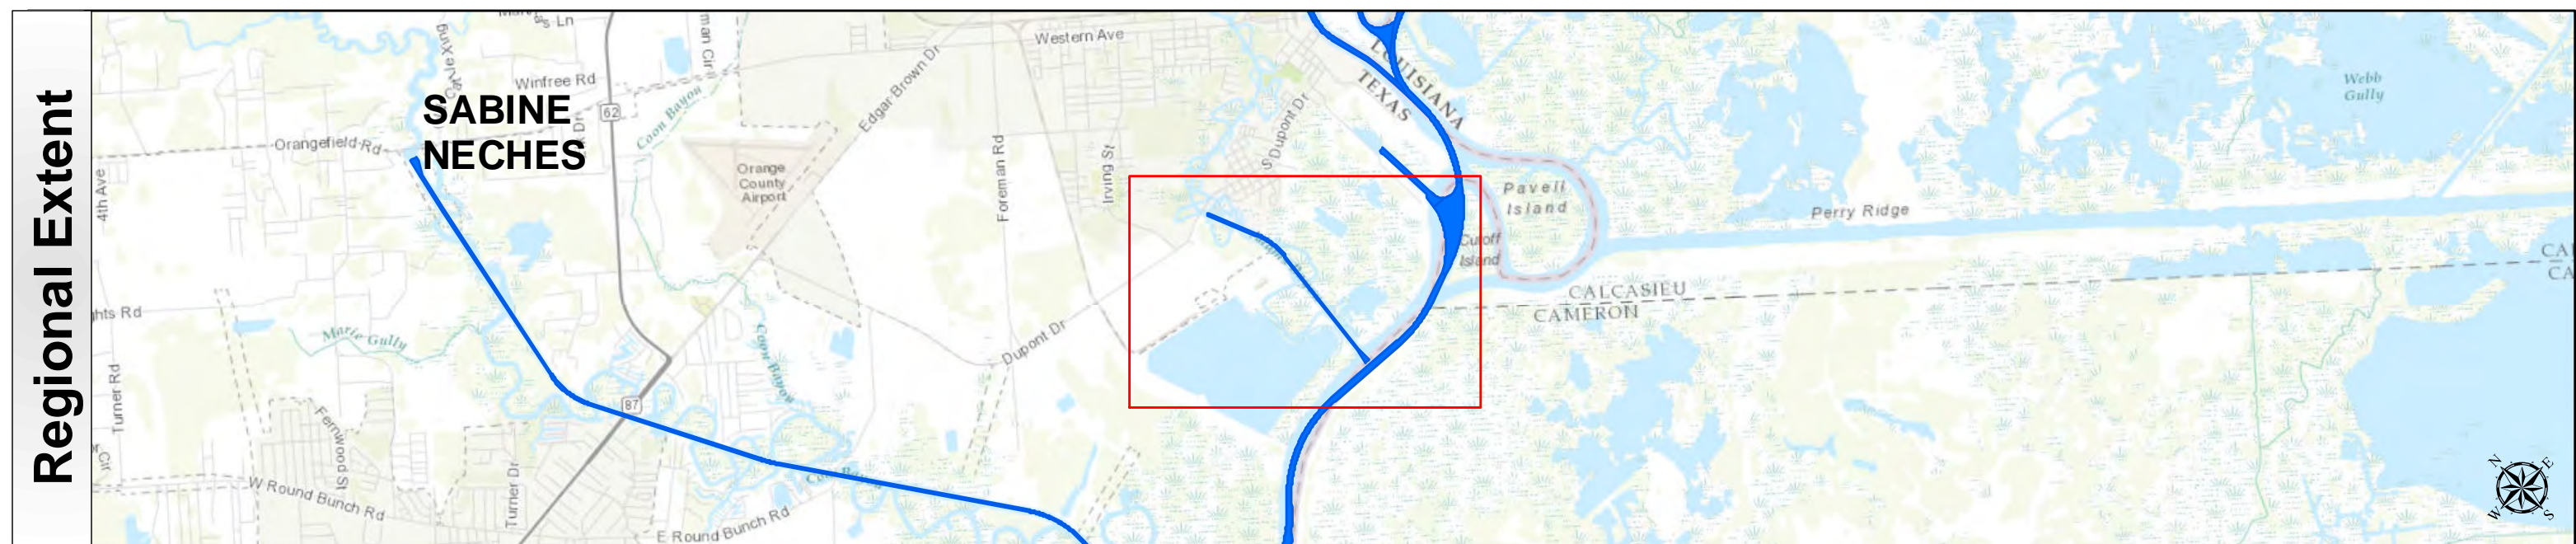 Regional Extent
SABINE
NECHES
Winfree Rd
Orangefield Rd
62
4th Ave
Coon Bayou
Edgar Brown Dr
Western Ave
Orange
County
Airport
Foreman Rd
Irving St
S Dupont Dr
LOUISIANA
TEXAS
Pavell
Island
Cutoff
Island
Perry Ridge
Webb
Gully
CALCASIEU
CAMERON
CA
Marie Gully
Turner Rd
Dupont Dr
Coon Bayou
87
Fernwood St
W Round Bunch Rd
Turner Dr
E Round Bunch Rd
N
E
W
S